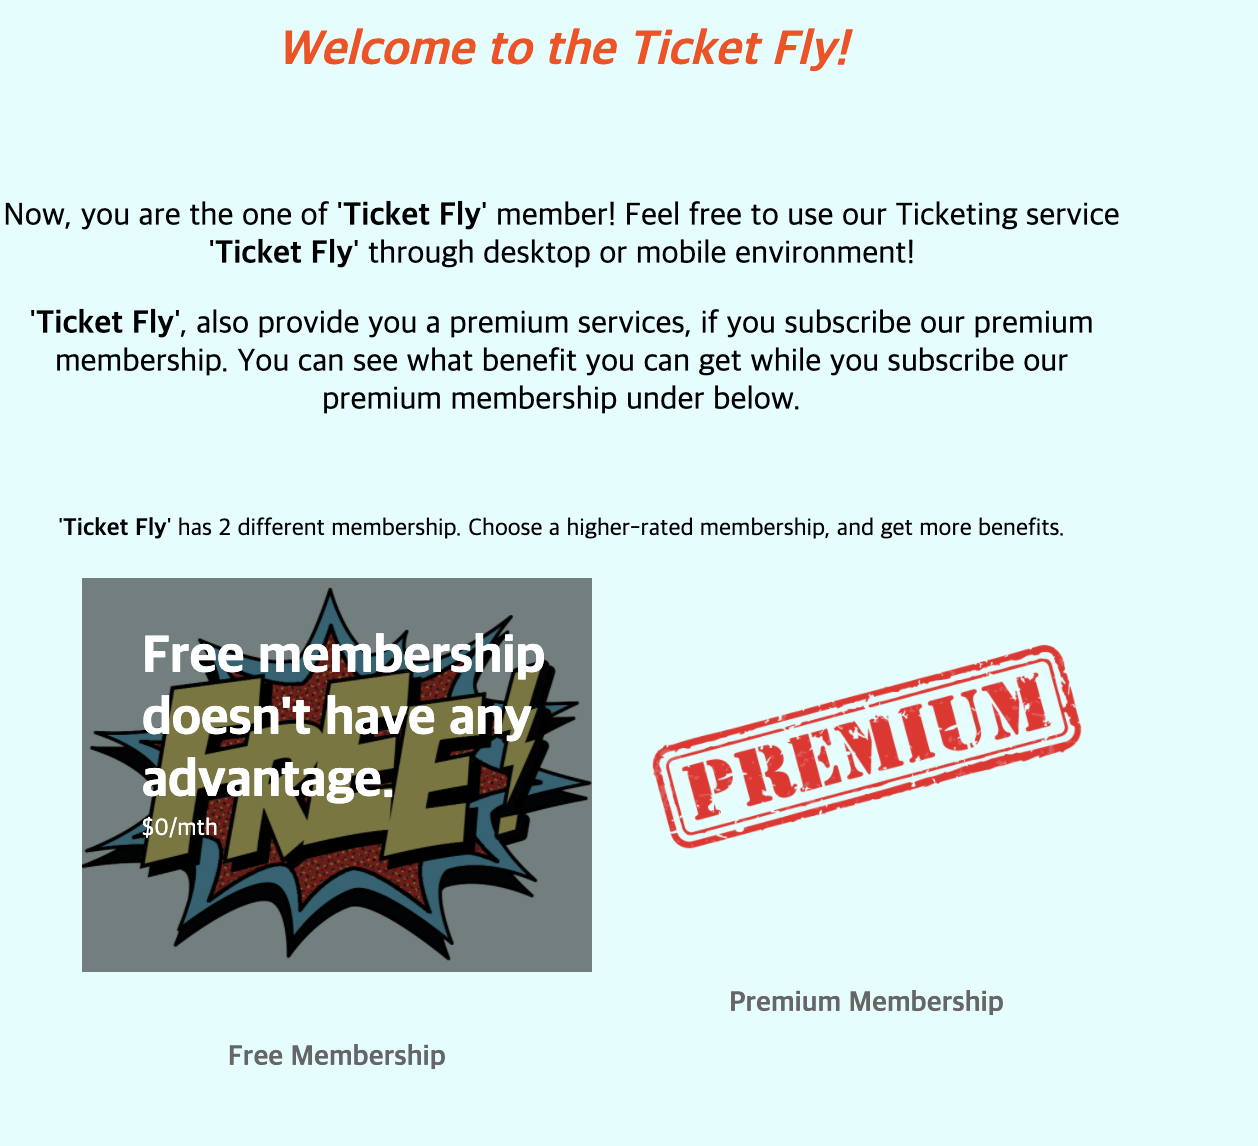 Welcome to the Ticket Fly!
Now, you are the one of 'Ticket Fly' member! Feel free to use our Ticketing service
'Ticket Fly' through desktop or mobile environment!
'Ticket Fly', also provide you a premium services, if you subscribe our premium
membership. You can see what benefit you can get while you subscribe our
premium membership under below.
'Ticket Fly' has 2 different membership. Choose a higher-rated membership, and get more benefits.
Free membership
doesn't have any
advantage.
$0/mth
FREE!
PREMIUM
Premium Membership
Free Membership